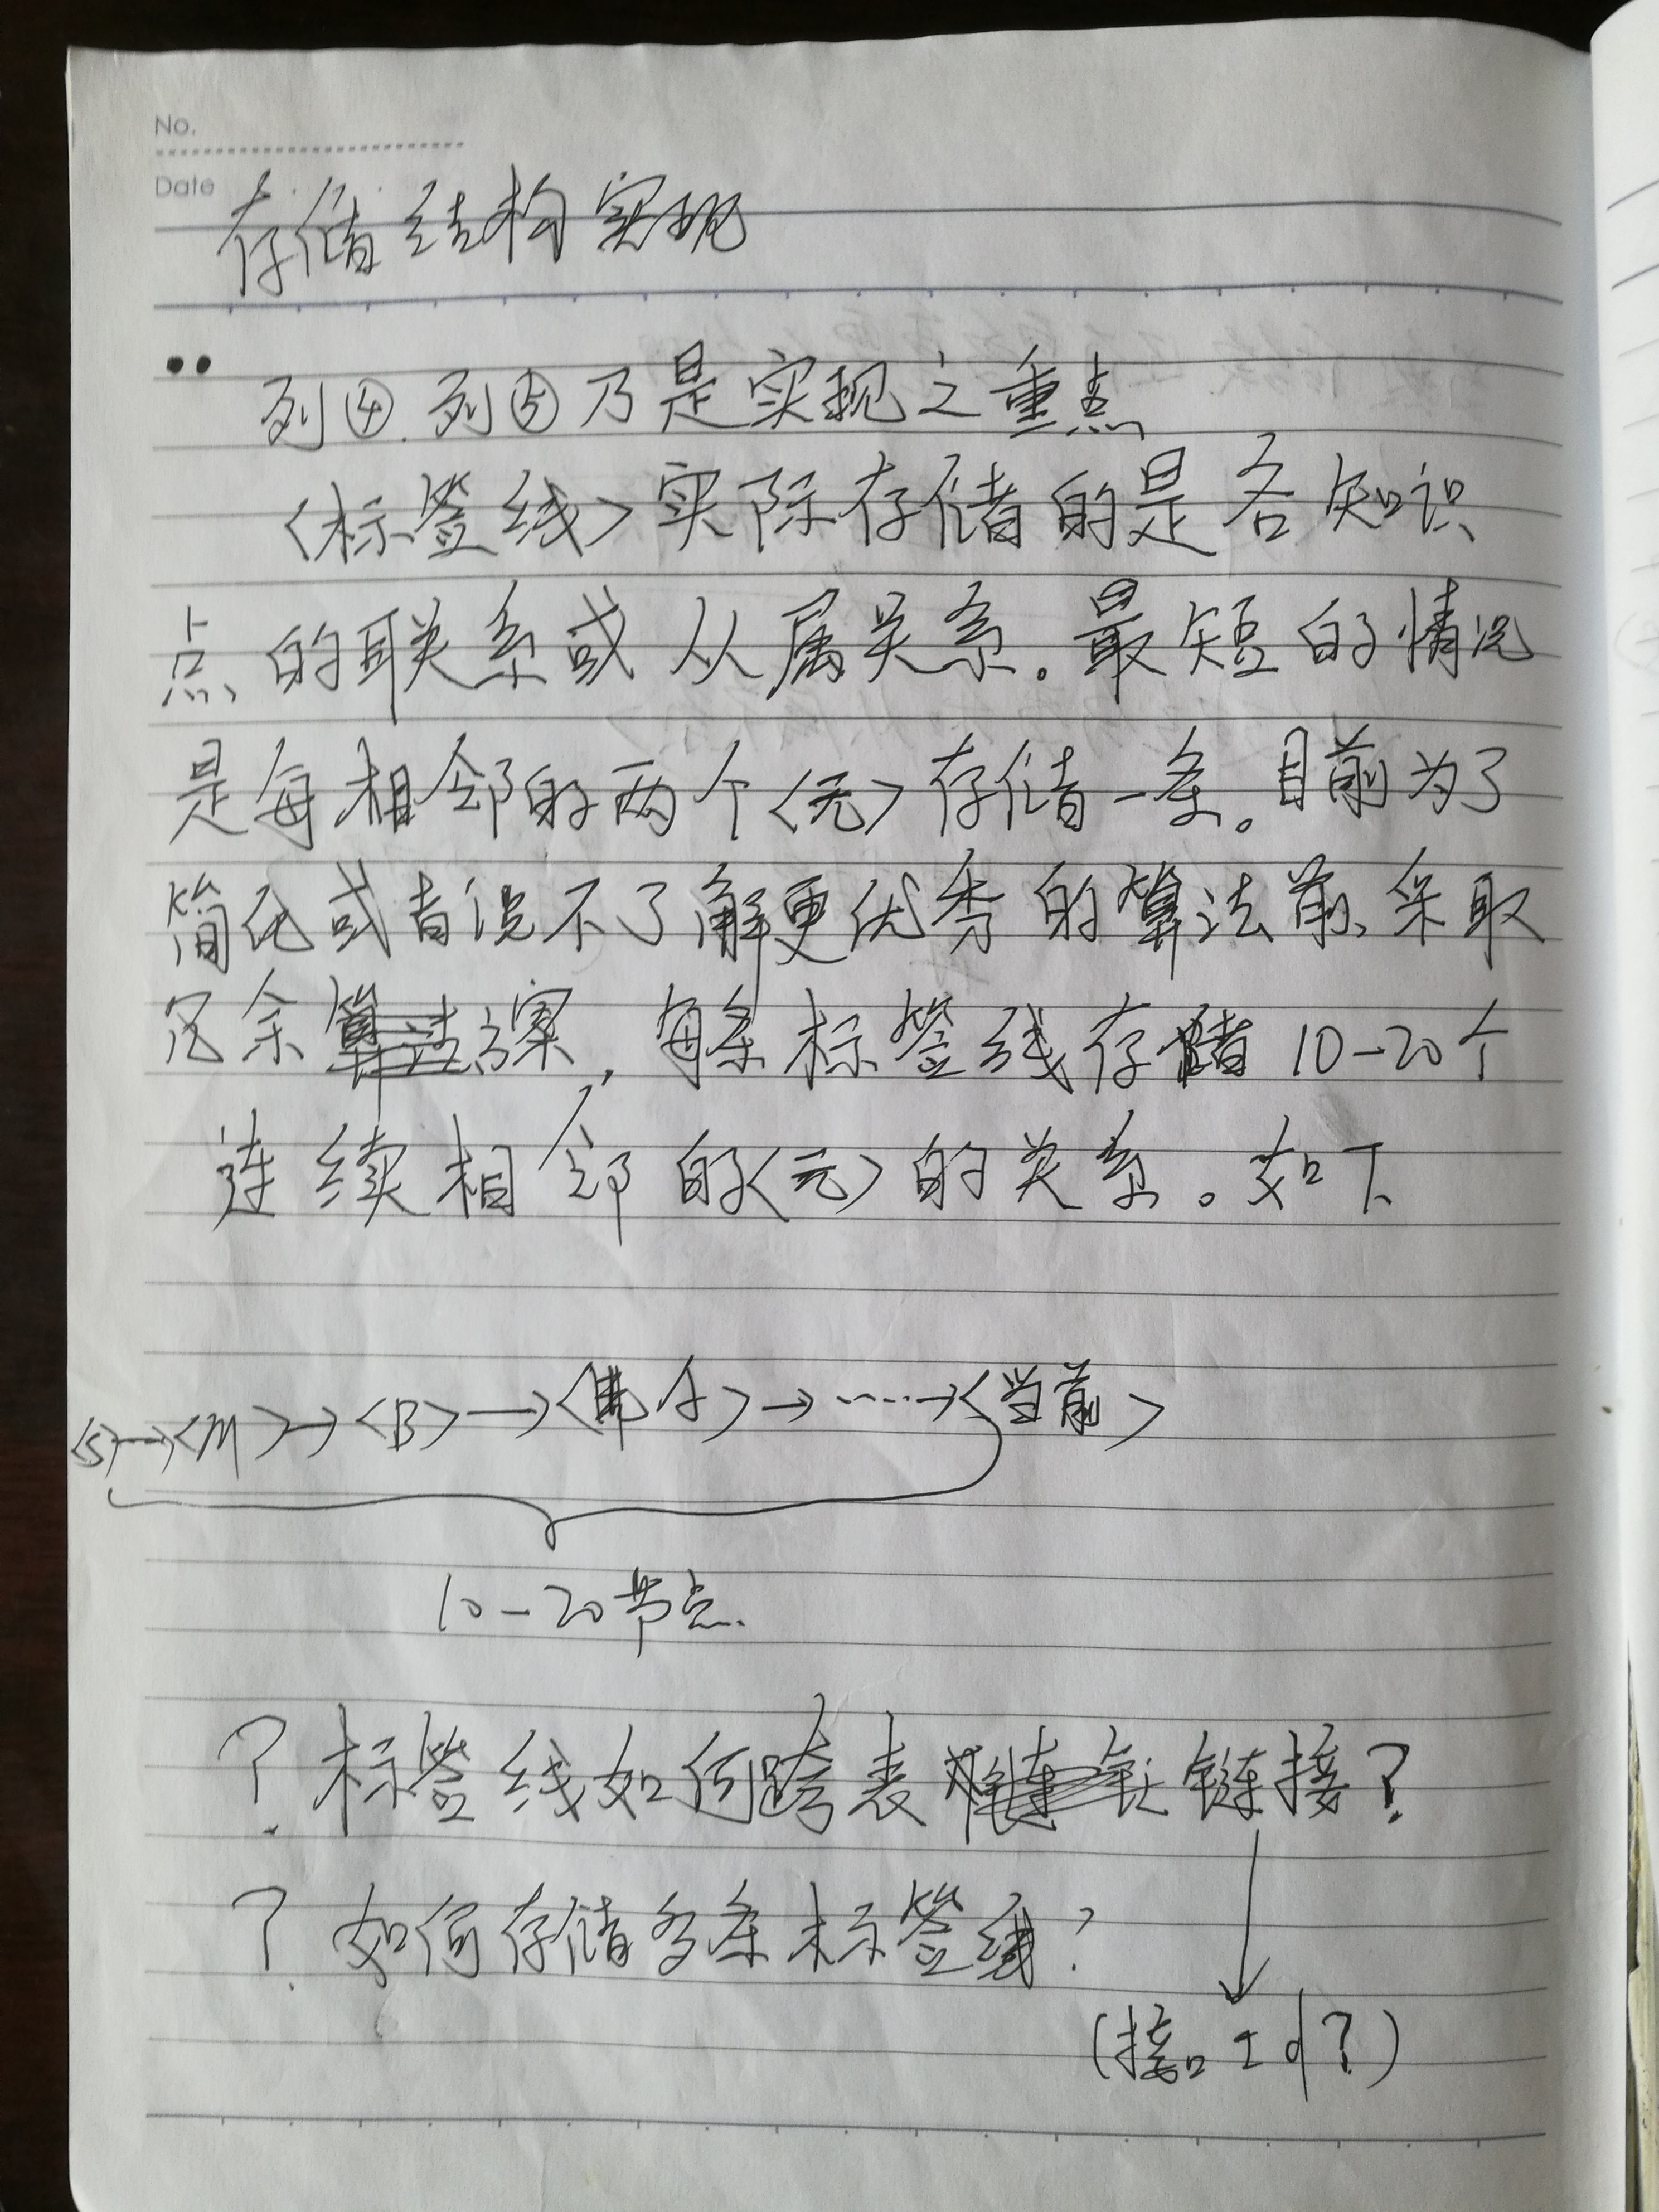 No.
Date
存储结构实现
列④.列⑤乃是实现之重点
<标签线>实际存储的是各知识
点的联系或从属关系。最短的情况
是每相邻的两个<元>存储一条。目前为了
简化或者说不了解更优秀的算法前、采取
冗余方案,每条标签线存储10-20个
连续相邻的<元>的关系。如下
<S>→<M>→<B>→<A>→……→<当前>
10-20节点.
?标签线如何跨表链接?
?如何存储多条标签线?
(接口Id?)